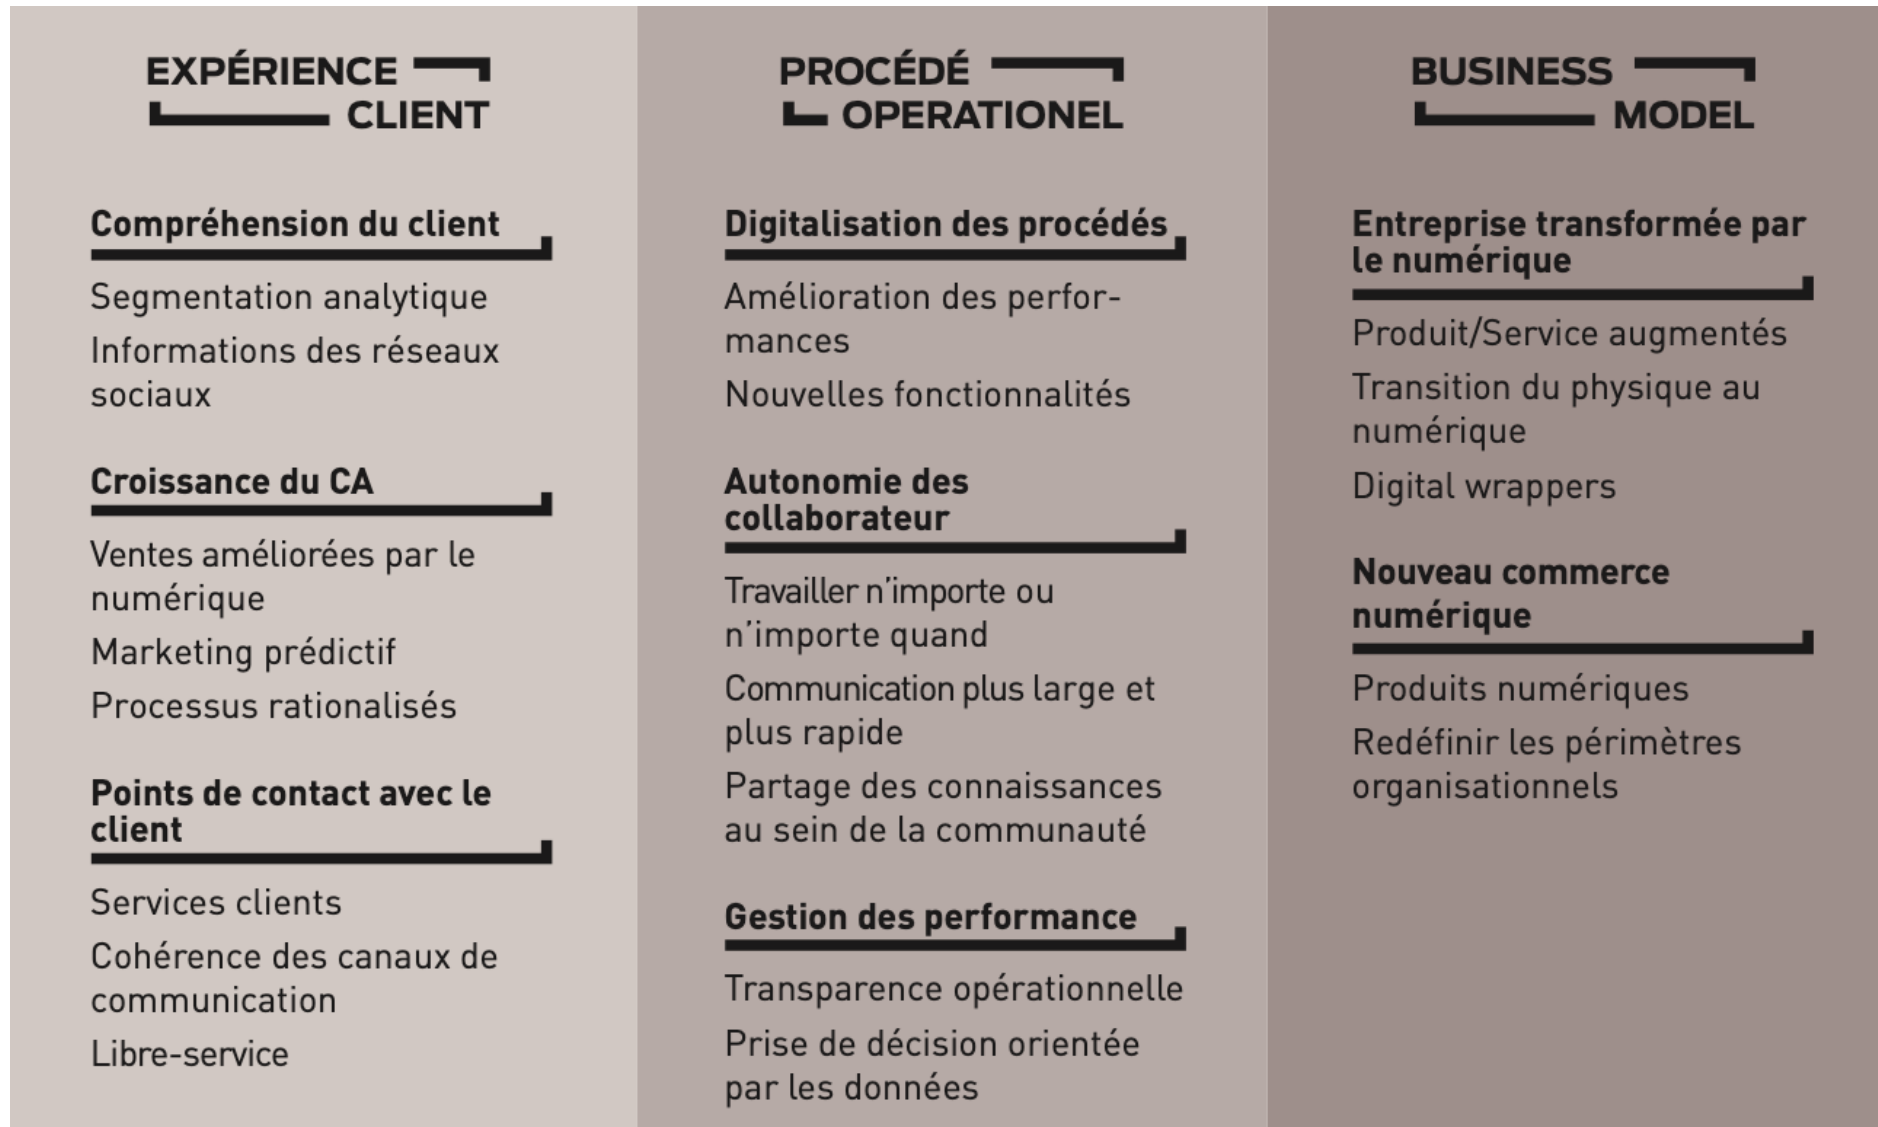 EXPÉRIENCE
CLIENT
Compréhension du client
Segmentation analytique
Informations des réseaux
sociaux
Croissance du CA
Ventes améliorées par le
numérique
Marketing prédictif
Processus rationalisés
Points de contact avec le
client
Services clients
Cohérence des canaux de
communication
Libre-service
PROCÉDÉ
OPERATIONEL
Digitalisation des procédés
Amélioration des perfor-
mances
Nouvelles fonctionnalités
Autonomie des
collaborateur
Travailler n'importe ou
n'importe quand
Communication plus large et
plus rapide
Partage des connaissances
au sein de la communauté
Gestion des performance
Transparence opérationnelle
Prise de décision orientée
par les données
BUSINESS
MODEL
Entreprise transformée par
le numérique
Produit/Service augmentés
Transition du physique au
numérique
Digital wrappers
Nouveau commerce
numérique
Produits numériques
Redéfinir les périmètres
organisationnels